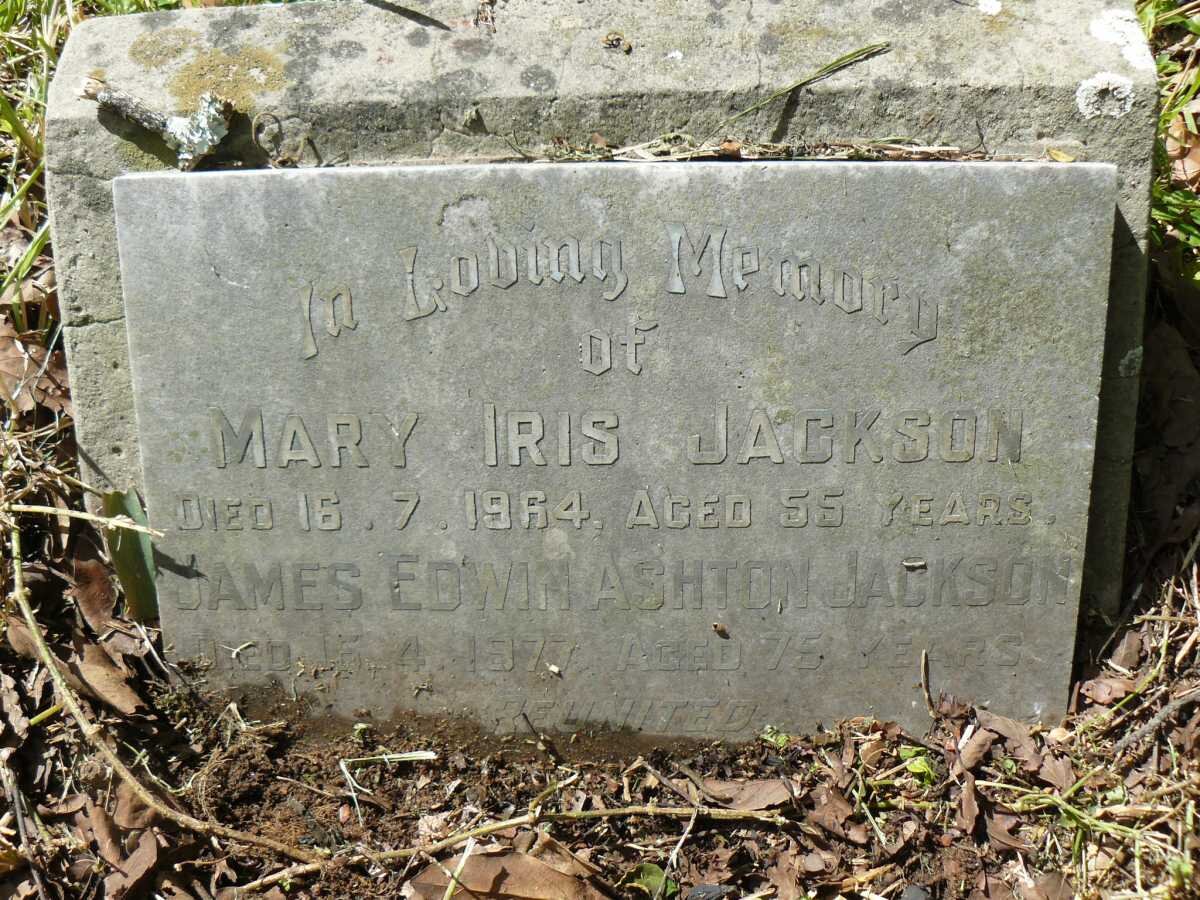 In Loving Memory
of
MARY IRIS JACKSON
DIED 16.7.1964. AGED 55 YEARS.
JAMES EDWIN ASHTON JACKSON
DIED 15.4.1977 AGED 75 YEARS
REUNITED.